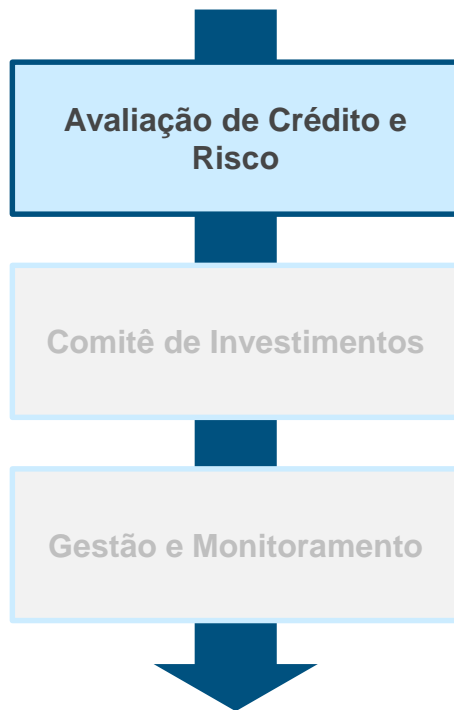 Avaliação de Crédito e
Risco
Comitê de Investimentos
Gestão e Monitoramento